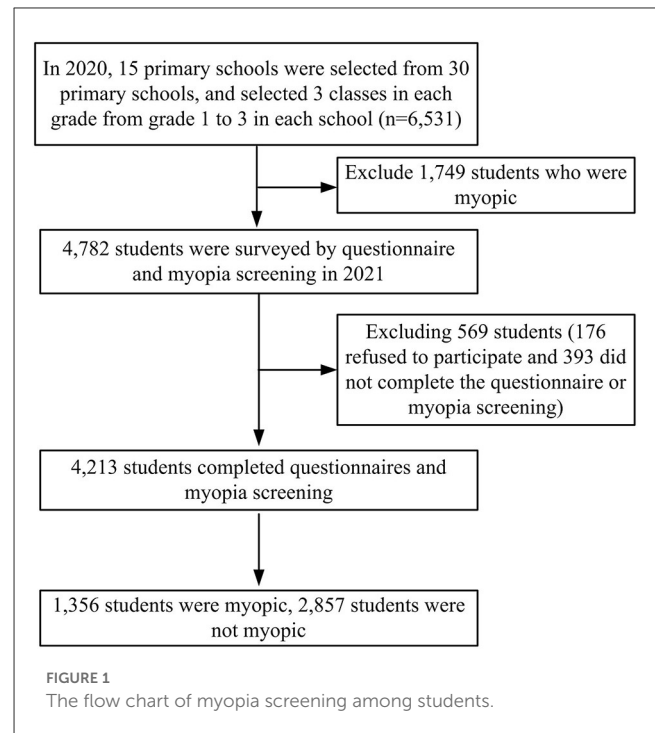 In 2020, 15 primary schools were selected from 30
primary schools, and selected 3 classes in each
grade from grade 1 to 3 in each school (n=6,531)
Exclude 1,749 students who were
myopic
4,782 students were surveyed by questionnaire
and myopia screening in 2021
Excluding 569 students (176
refused to participate and 393 did
not complete the questionnaire or
myopia screening)
4,213 students completed questionnaires and
myopia screening
1,356 students were myopic, 2,857 students were
not myopic
FIGURE 1
The flow chart of myopia screening among students.